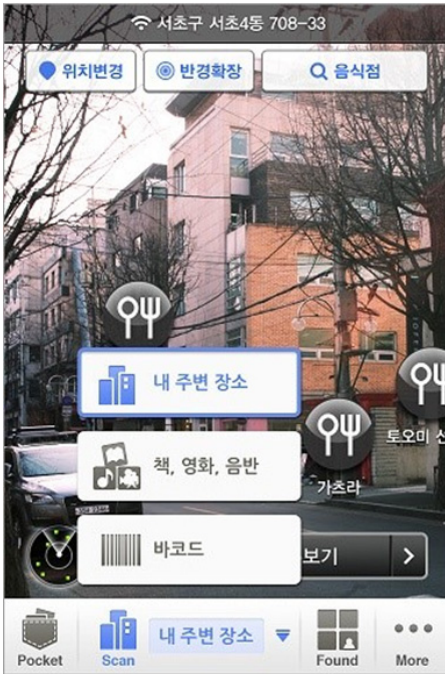 서초구 서초4동 708-33
위치변경
반경확장
음식점
내 주변 장소
토오미
가츠라
책, 영화, 음반
바코드
보기
Pocket
Scan
내 주변 장소
Found
More